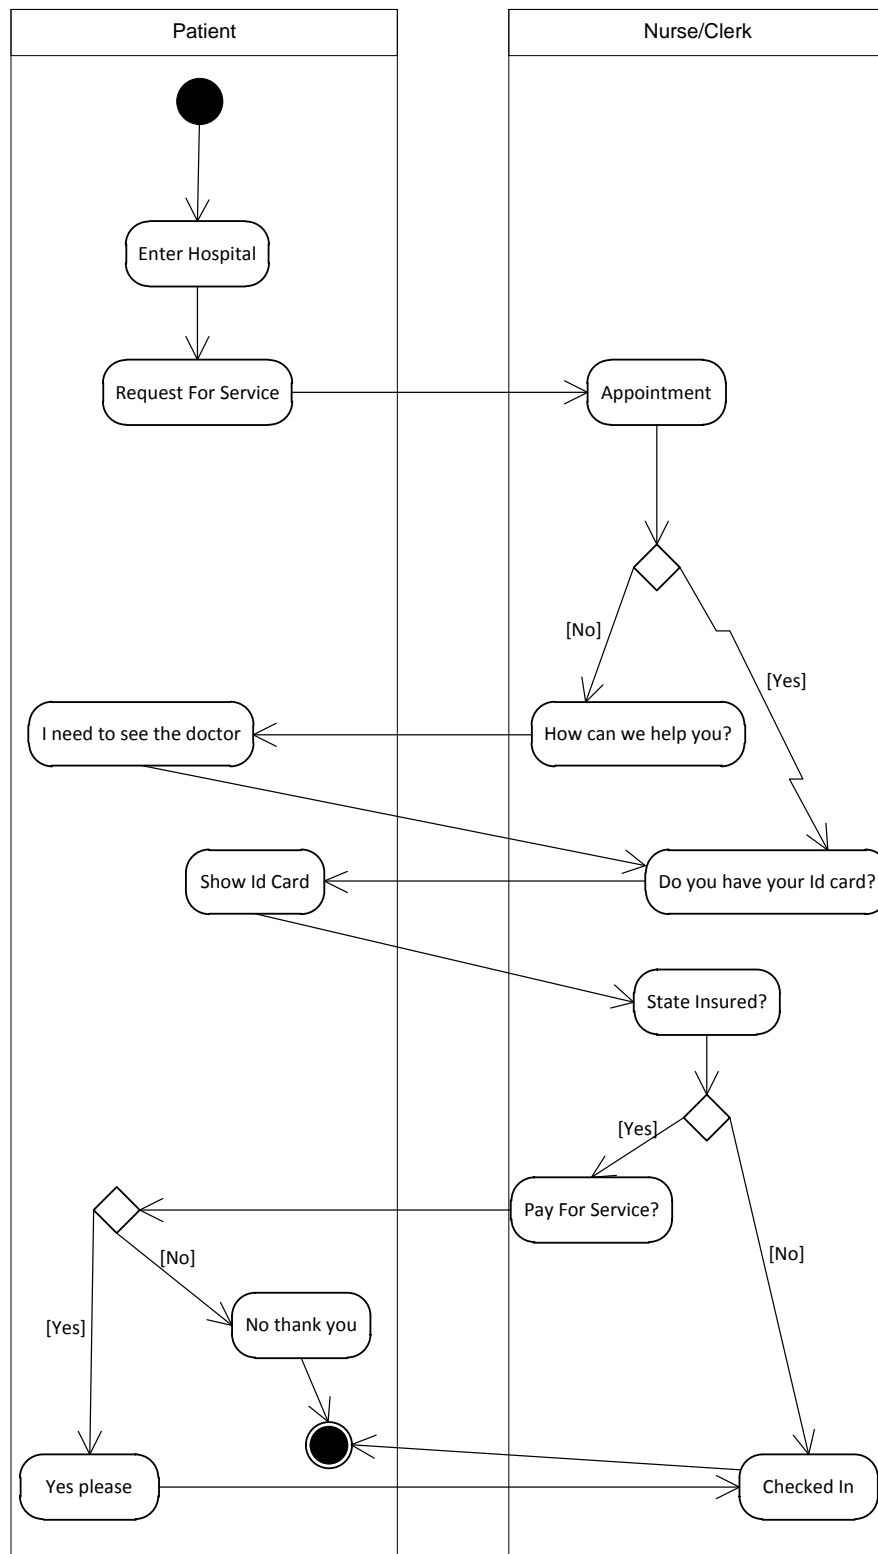 Patient
Nurse/Clerk
Enter Hospital
Request For Service
Appointment
[No]
[Yes]
I need to see the doctor
How can we help you?
Show Id Card
Do you have your Id card?
State Insured?
[Yes]
Pay For Service?
[No]
[No]
No thank you
[Yes]
Yes please
Checked In